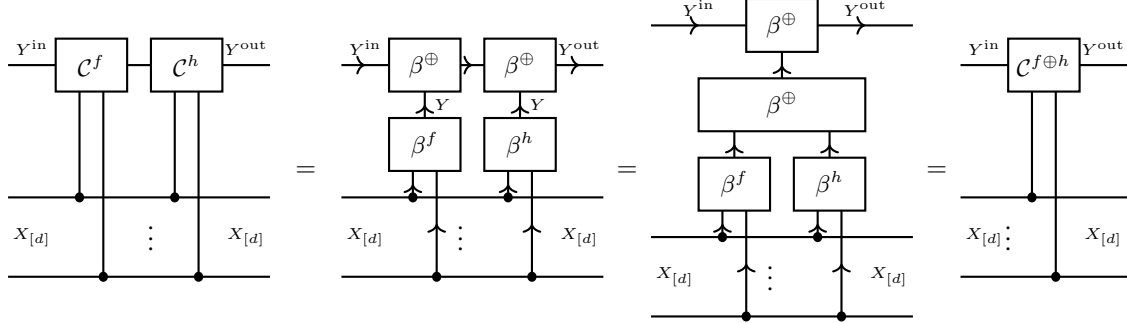 Y^in 𝒞^f 𝒞^h Y^out
X_[d] ⋮ X_[d]
=
Y^in β^⊕ β^⊕ Y^out
Y Y
β^f β^h
X_[d] ⋮ X_[d]
=
Y^in β^⊕ Y^out
β^⊕
β^f β^h
X_[d] ⋮ X_[d]
=
Y^in 𝒞^{f⊕h} Y^out
X_[d] ⋮ X_[d]